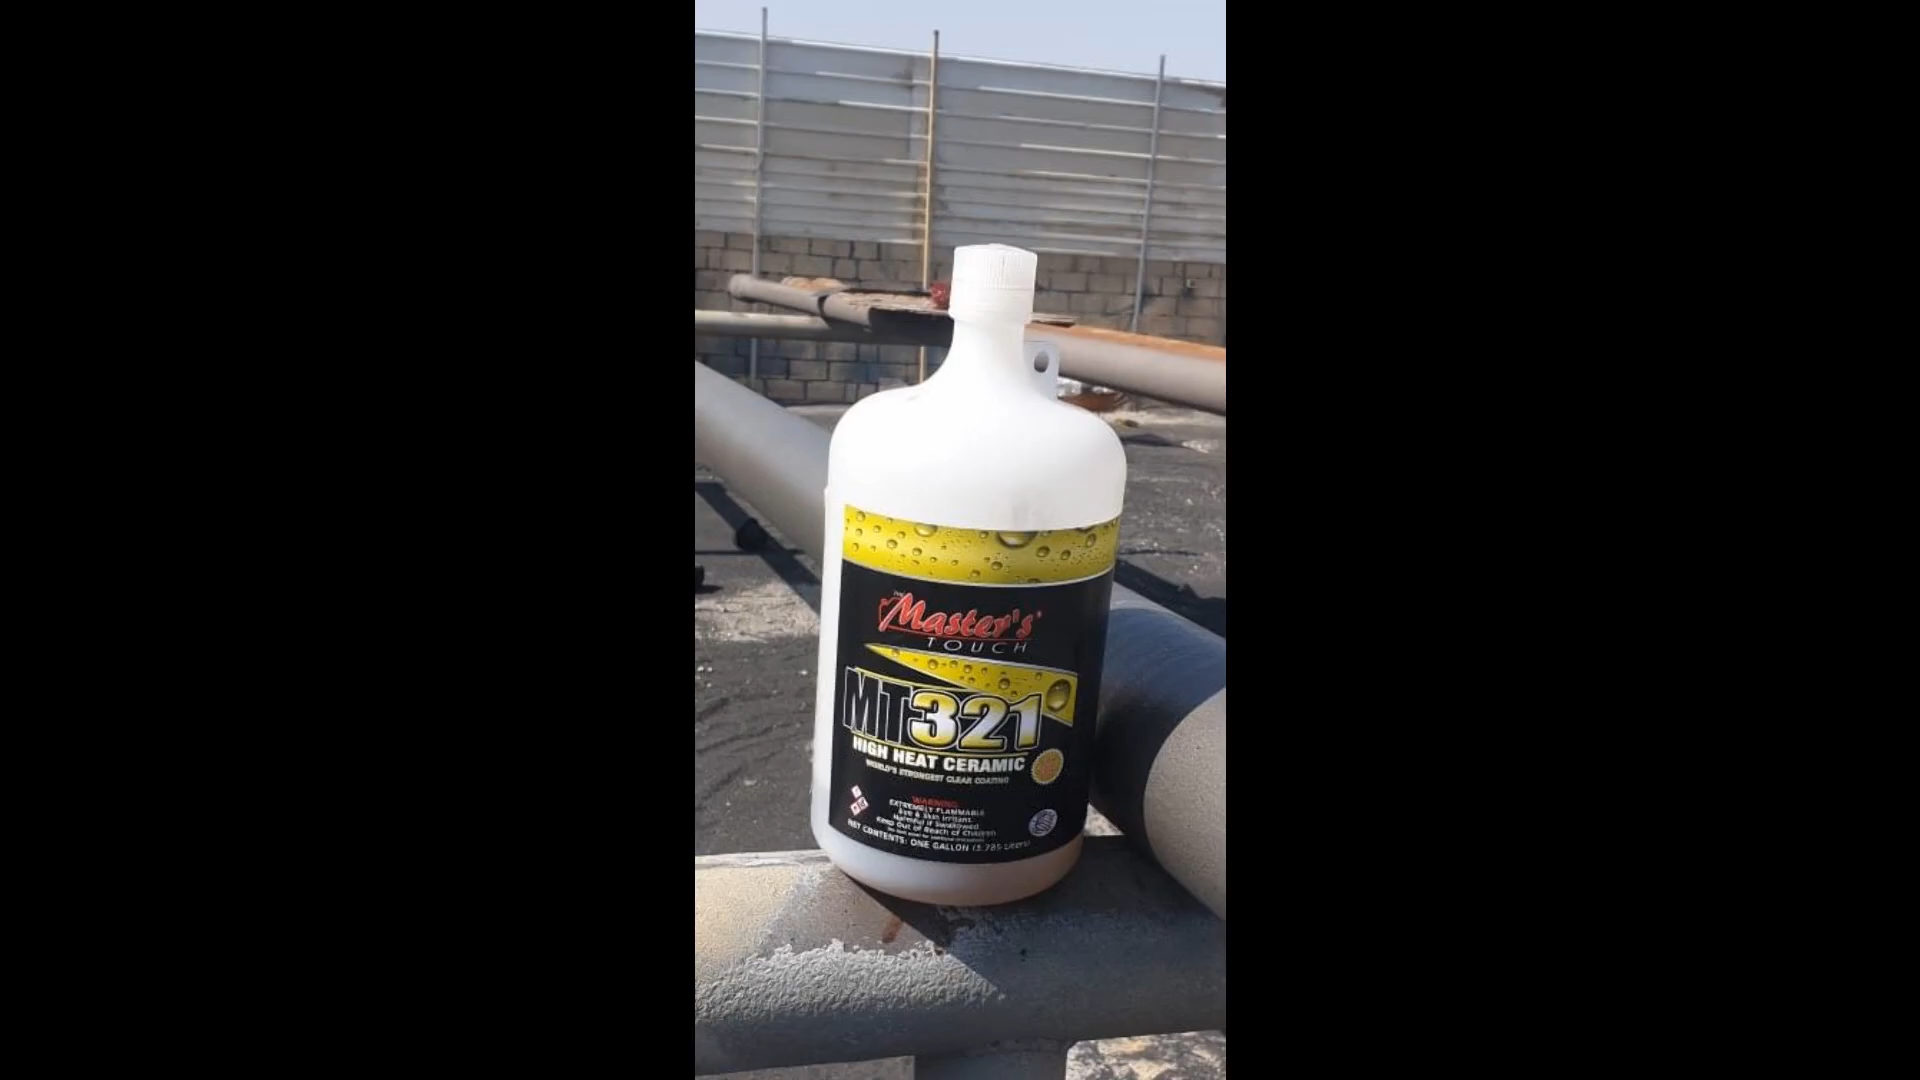 THE
Master's
TOUCH
MT321
HIGH HEAT CERAMIC
WORLD'S STRONGEST CLEAR COATING
WARNING:
EXTREMELY FLAMMABLE
Eye & Skin Irritant.
Harmful if Swallowed.
Keep Out of Reach of Children
NET CONTENTS: ONE GALLON (3.785 Liters)